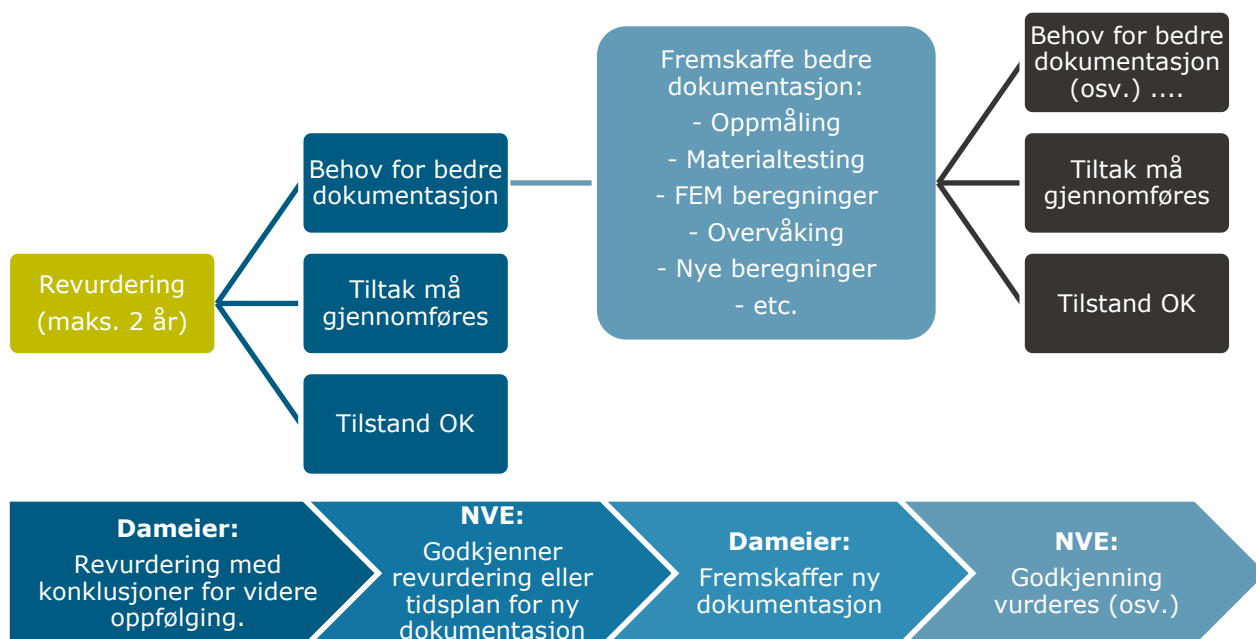 Revurdering
(maks. 2 år)
Behov for bedre
dokumentasjon
Tiltak må
gjennomføres
Tilstand OK
Fremskaffe bedre
dokumentasjon:
- Oppmåling
- Materialtesting
- FEM beregninger
- Overvåking
- Nye beregninger
- etc.
Behov for bedre
dokumentasjon
(osv.) ....
Tiltak må
gjennomføres
Tilstand OK
Dameier:
Revurdering med
konklusjoner for videre
oppfølging.
NVE:
Godkjenner
revurdering eller
tidsplan for ny
dokumentasjon
Dameier:
Fremskaffer ny
dokumentasjon
NVE:
Godkjenning
vurderes (osv.)